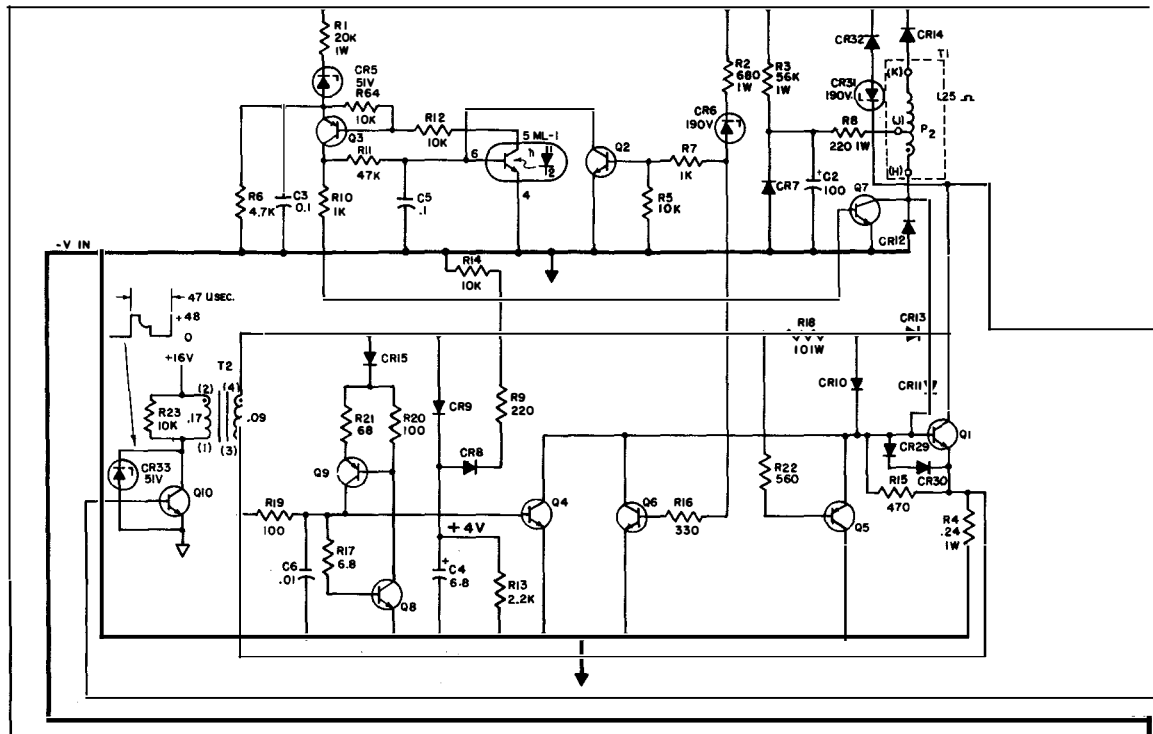 R1
20K
1W
CR5
51V
R64
10K
Q3
R12
10K
R11
47K
R6
4.7K
C3
0.1
R10
1K
C5
.1
5 ML-1
6
1
2
4
Q2
R7
1K
R5
10K
R2
680
1W
CR6
190V
R3
56K
1W
CR7
+
C2
100
R8
220 1W
CR32
CR31
190V
CR14
T1
(K)
(J)
P2
(H)
1.25
Q7
CR12
-V IN
R14
10K
47 USEC.
+48
0
+16V
T2
(2)
(4)
R23
10K
.17
.09
(1)
(3)
CR33
51V
Q10
CR15
R21
68
R20
100
CR9
R9
220
CR8
Q9
R19
100
C6
.01
R17
6.8
Q8
+4V
+
C4
6.8
R13
2.2K
Q4
Q6
R16
330
R18
101W
CR13
CR10
CR11
R22
560
Q5
Q1
CR29
CR30
R15
470
R4
.24
1W